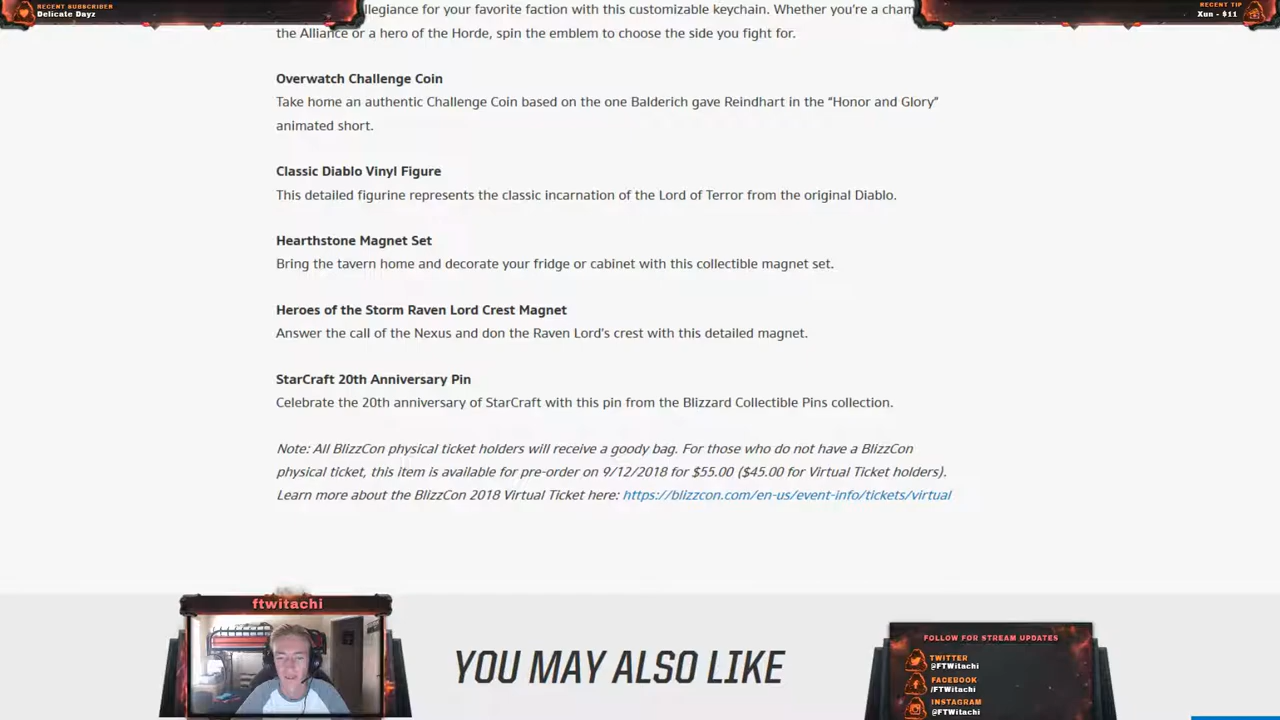 RECENT SUBSCRIBER
Delicate Dayz
RECENT TIP
Xun - $11
llegiance for your favorite faction with this customizable keychain. Whether you're a cham
the Alliance or a hero of the Horde, spin the emblem to choose the side you fight for.
Overwatch Challenge Coin
Take home an authentic Challenge Coin based on the one Balderich gave Reindhart in the “Honor and Glory”
animated short.
Classic Diablo Vinyl Figure
This detailed figurine represents the classic incarnation of the Lord of Terror from the original Diablo.
Hearthstone Magnet Set
Bring the tavern home and decorate your fridge or cabinet with this collectible magnet set.
Heroes of the Storm Raven Lord Crest Magnet
Answer the call of the Nexus and don the Raven Lord's crest with this detailed magnet.
StarCraft 20th Anniversary Pin
Celebrate the 20th anniversary of StarCraft with this pin from the Blizzard Collectible Pins collection.
Note: All BlizzCon physical ticket holders will receive a goody bag. For those who do not have a BlizzCon
physical ticket, this item is available for pre-order on 9/12/2018 for $55.00 ($45.00 for Virtual Ticket holders).
Learn more about the BlizzCon 2018 Virtual Ticket here: https://blizzcon.com/en-us/event-info/tickets/virtual
ftwitachi
YOU MAY ALSO LIKE
FOLLOW FOR STREAM UPDATES
TWITTER
@FTWitachi
FACEBOOK
/FTWitachi
INSTAGRAM
@FTWitachi